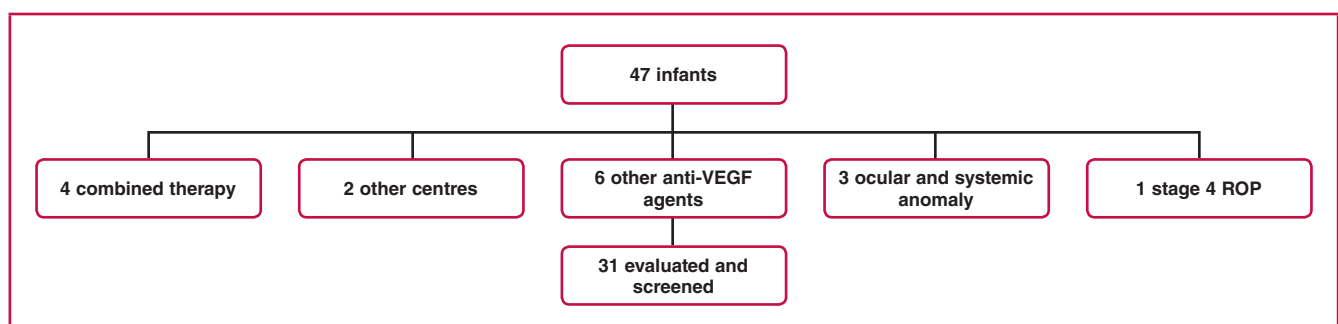 47 infants
4 combined therapy
2 other centres
6 other anti-VEGF
agents
3 ocular and systemic
anomaly
1 stage 4 ROP
31 evaluated and
screened